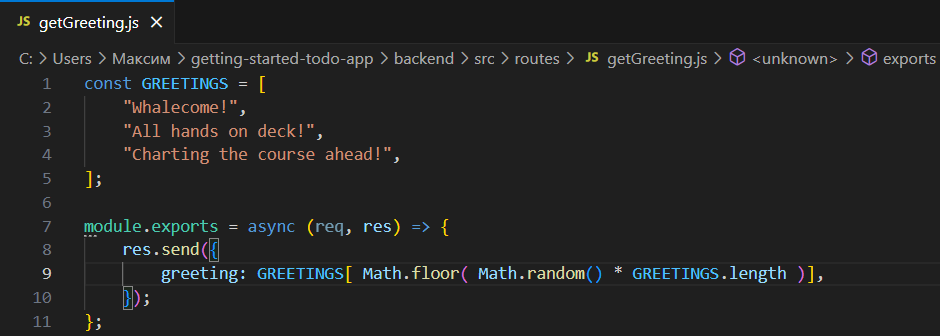 JS getGreeting.js ×
C: > Users > Максим > getting-started-todo-app > backend > src > routes > JS getGreeting.js > <unknown> > exports
1 const GREETINGS = [
2     "Whalecome!",
3     "All hands on deck!",
4     "Charting the course ahead!",
5 ];
6
7 module.exports = async (req, res) => {
8     res.send({
9         greeting: GREETINGS[ Math.floor( Math.random() * GREETINGS.length )],
10     });
11 };